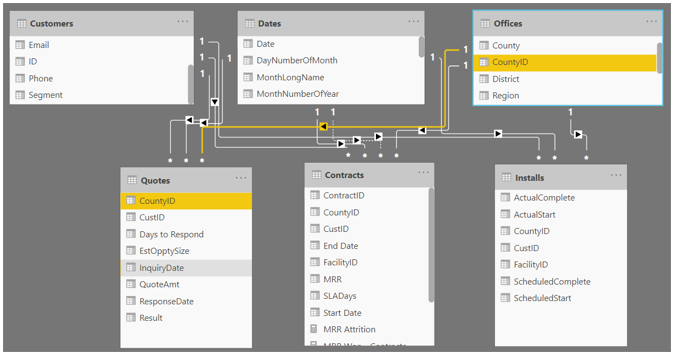 Customers
Email
ID
Phone
Segment
Dates
Date
DayNumberOfMonth
MonthLongName
MonthNumberOfYear
Offices
County
CountyID
District
Region
1
1
1
1
1
1
1
1
1
1
1
*
*
*
*
*
*
*
*
*
*
Quotes
CountyID
CustID
Days to Respond
EstOpptySize
InquiryDate
QuoteAmt
ResponseDate
Result
Contracts
ContractID
CountyID
CustID
End Date
FacilityID
MRR
SLADays
Start Date
MRR Attrition
Installs
ActualComplete
ActualStart
CountyID
CustID
FacilityID
ScheduledComplete
ScheduledStart